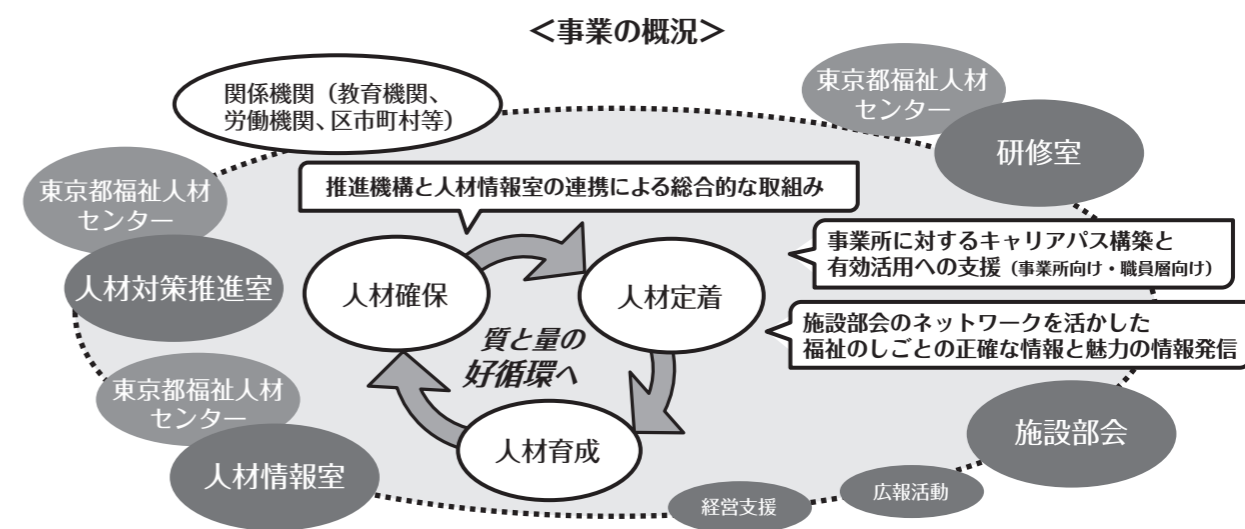 ＜事業の概況＞
関係機関（教育機関、
労働機関、区市町村等）
東京都福祉人材
センター
研修室
東京都福祉人材
センター
人材対策推進室
推進機構と人材情報室の連携による総合的な取組み
事業所に対するキャリアパス構築と
有効活用への支援（事業所向け・職員層向け）
人材確保
人材定着
質と量の
好循環へ
施設部会のネットワークを活かした
福祉のしごとの正確な情報と魅力の情報発信
人材育成
東京都福祉人材
センター
人材情報室
施設部会
経営支援
広報活動